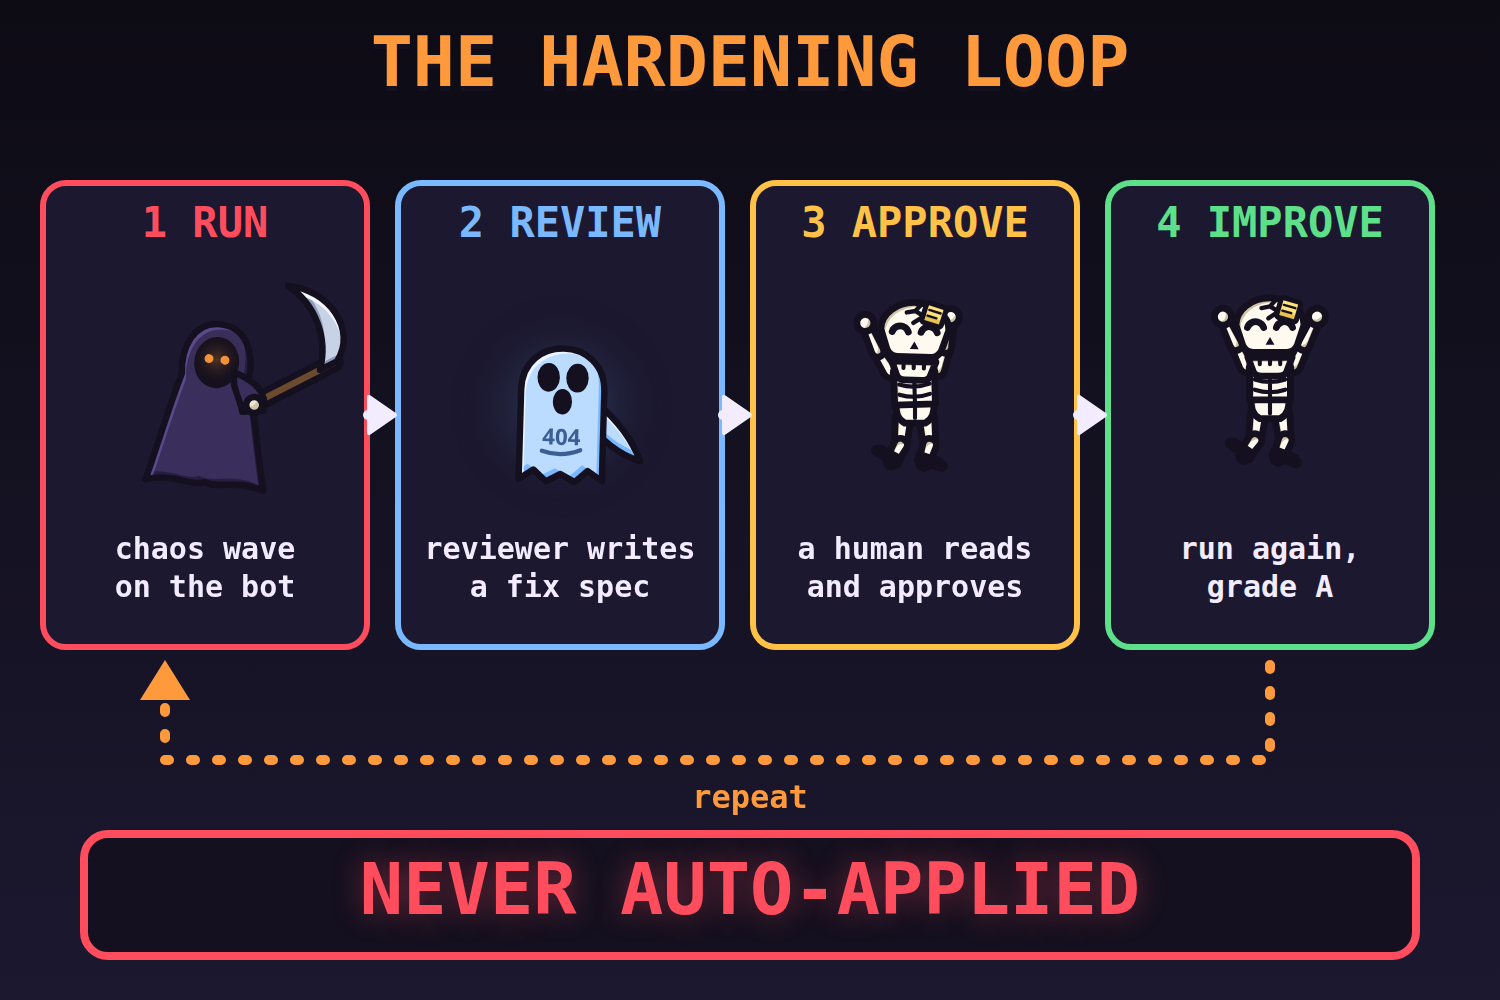 THE HARDENING LOOP
1 RUN
chaos wave
on the bot
2 REVIEW
404
reviewer writes
a fix spec
3 APPROVE
a human reads
and approves
4 IMPROVE
run again,
grade A
repeat
NEVER AUTO-APPLIED